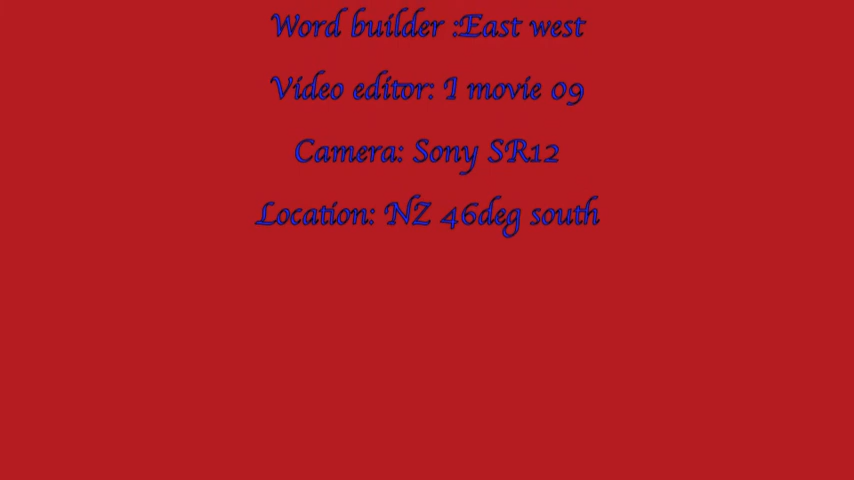 Word builder :East west
Video editor: I movie 09
Camera: Sony SR12
Location: NZ 46deg south